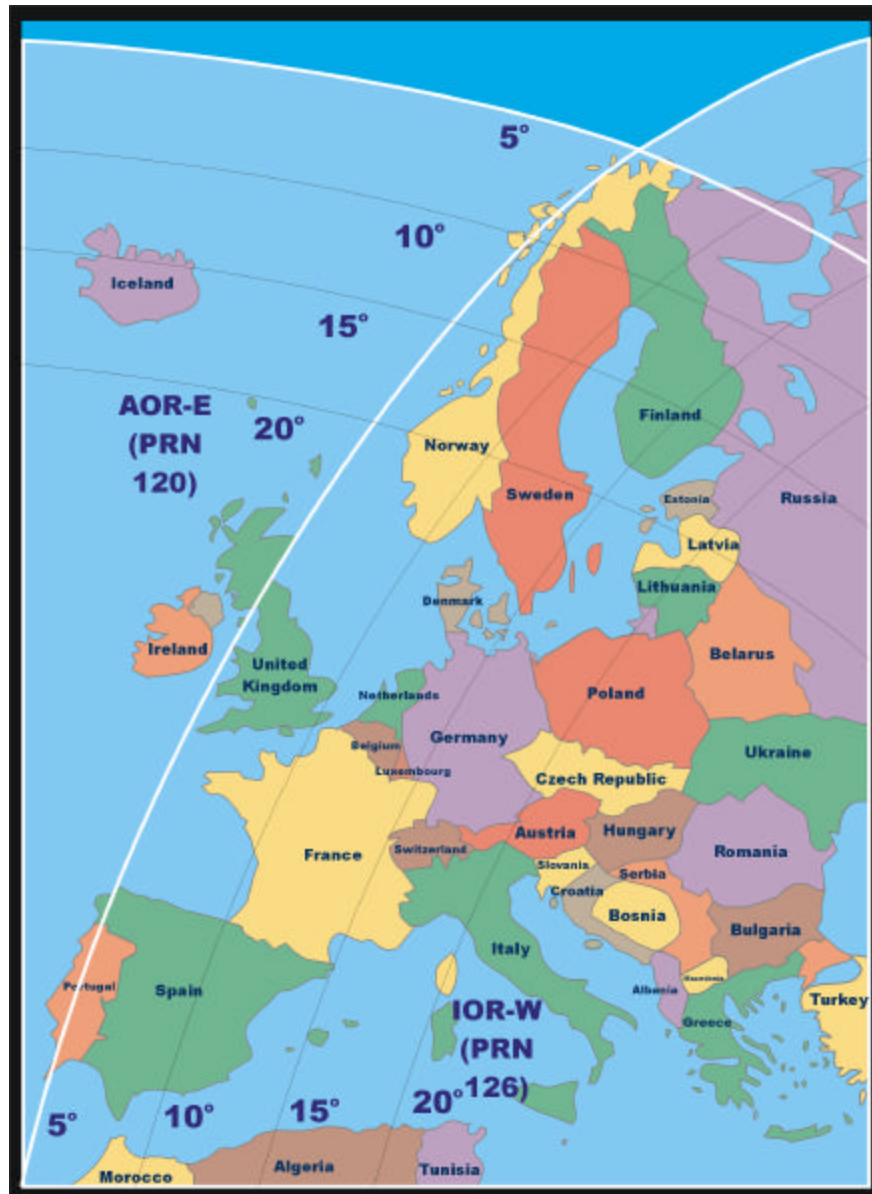 5°
10°
Iceland
15°
AOR-E
(PRN
120)
20°
Norway
Finland
Sweden
Estonia
Russia
Latvia
Lithuania
Denmark
Ireland
United
Kingdom
Belarus
Netherlands
Poland
Germany
Belgium
Ukraine
Luxembourg
Czech Republic
Hungary
Austria
France
Switzerland
Romania
Slovania
Serbia
Croatia
Bosnia
Bulgaria
Italy
Portugal
Spain
Albania
Turkey
IOR-W
(PRN
126)
Greece
5°
10°
15°
20°
Morocco
Algeria
Tunisia